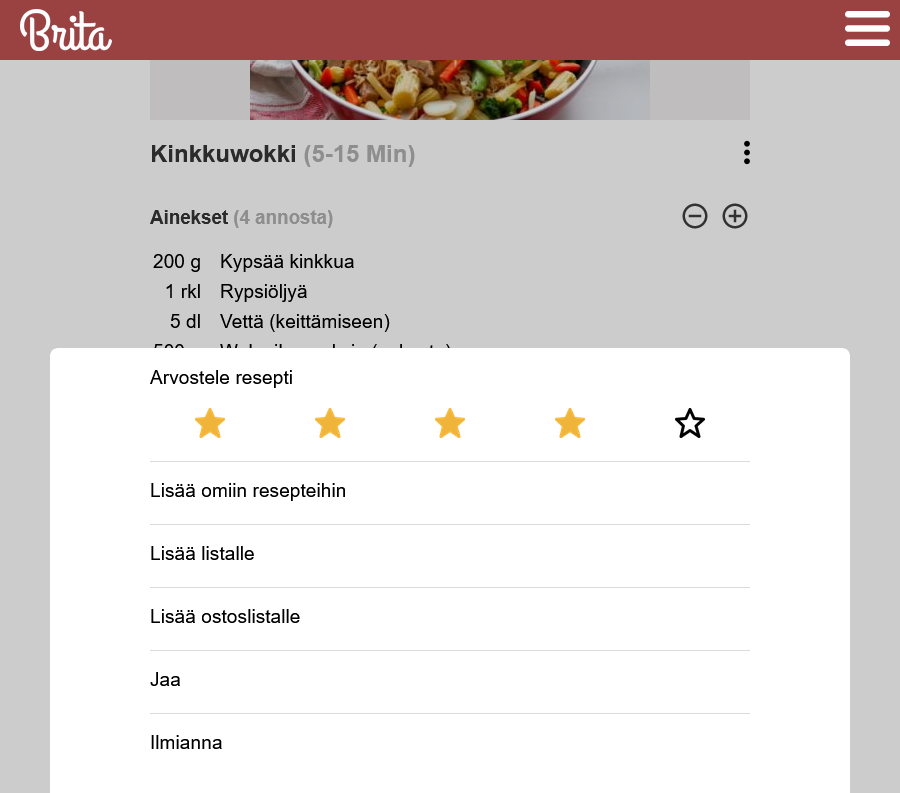 Brita
Kinkkuwokki (5-15 Min)
Ainekset (4 annosta)
200 g Kypsää kinkkua
1 rkl Rypsiöljyä
5 dl Vettä (keittämiseen)
Arvostele resepti
Lisää omiin resepteihin
Lisää listalle
Lisää ostoslistalle
Jaa
Ilmianna